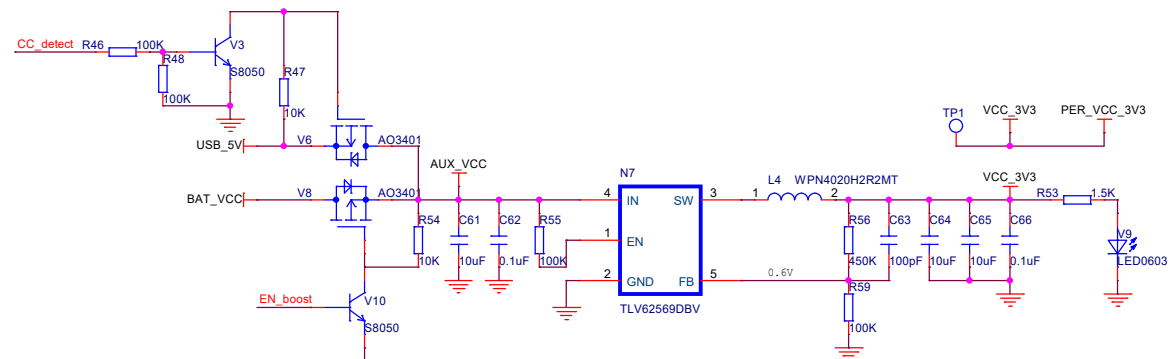 CC_detect
R46
100K
R48
100K
V3
S8050
R47
10K
USB_5V
V6
AO3401
BAT_VCC
V8
AO3401
R54
10K
EN_boost
V10
S8050
AUX_VCC
C61
10uF
C62
0.1uF
R55
100K
N7
4
IN
SW
3
1
EN
2
GND
FB
5
TLV62569DBV
L4
WPN4020H2R2MT
1
2
0.6V
R56
450K
R59
100K
C63
100pF
C64
10uF
C65
10uF
C66
0.1uF
VCC_3V3
R53
1.5K
V9
LED0603
TP1
VCC_3V3
PER_VCC_3V3